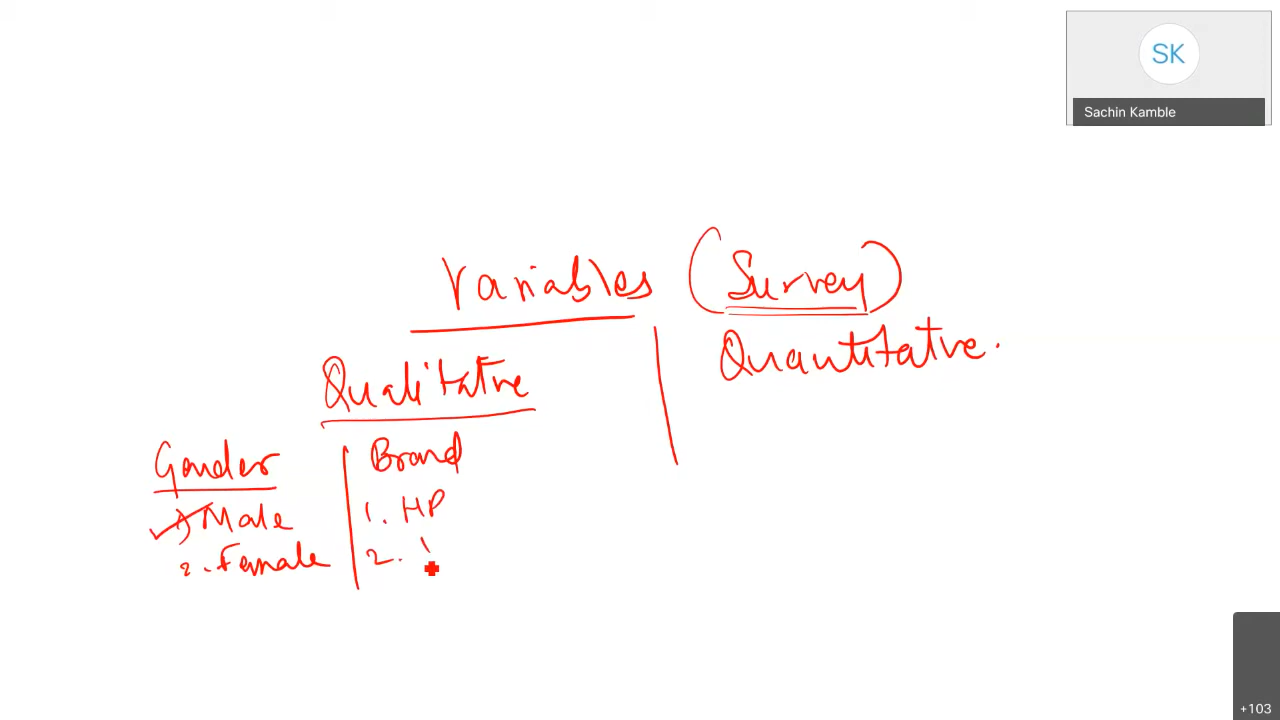 SK
Sachin Kamble
Variables (Survey)
Qualitative
Quantitative.
Gender
1) Male
2. Female
Brand
1. HP
2.
+103